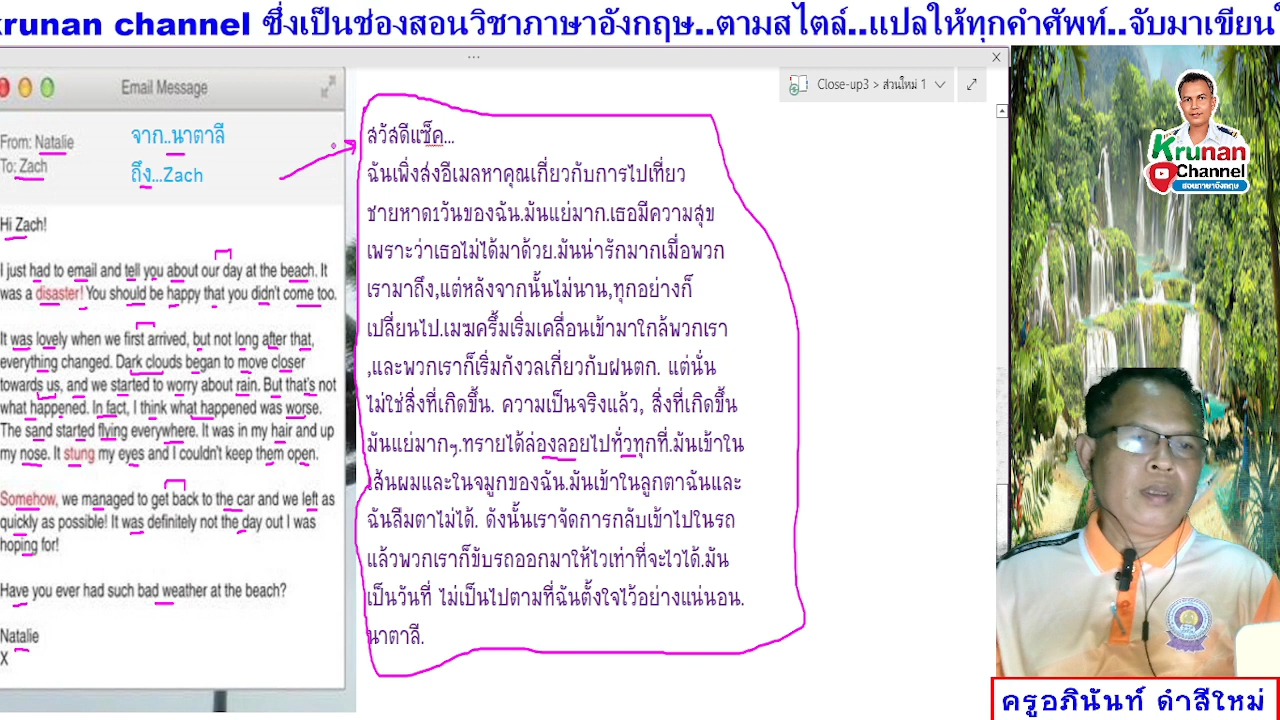 krunan channel ซึ่งเป็นช่องสอนวิชาภาษาอังกฤษ..ตามสไตล์..แปลให้ทุกคำศัพท์..จับมาเขียน
Email Message
From: Natalie
To: Zach
จาก..นาตาลี
ถึง...Zach
Hi Zach!
I just had to email and tell you about our day at the beach. It
was a disaster! You should be happy that you didn't come too.
It was lovely when we first arrived, but not long after that,
everything changed. Dark clouds began to move closer
towards us, and we started to worry about rain. But that's not
what happened. In fact, I think what happened was worse.
The sand started flying everywhere. It was in my hair and up
my nose. It stung my eyes and I couldn't keep them open.
Somehow, we managed to get back to the car and we left as
quickly as possible! It was definitely not the day out I was
hoping for!
Have you ever had such bad weather at the beach?
Natalie
X
Close-up3 > ส่วนใหม่ 1
สวัสดีแซ็ค...
ฉันเพิ่งส่งอีเมลหาคุณเกี่ยวกับการไปเที่ยว
ชายหาด1วันของฉัน.มันแย่มาก.เธอมีความสุข
เพราะว่าเธอไม่ได้มาด้วย.มันน่ารักมากเมื่อพวก
เรามาถึง,แต่หลังจากนั้นไม่นาน,ทุกอย่างก็
เปลี่ยนไป.เมฆครึ้มเริ่มเคลื่อนเข้ามาใกล้พวกเรา
,และพวกเราก็เริ่มกังวลเกี่ยวกับฝนตก. แต่นั่น
ไม่ใช่สิ่งที่เกิดขึ้น. ความเป็นจริงแล้ว, สิ่งที่เกิดขึ้น
มันแย่มากๆ.ทรายได้ล่องลอยไปทั่วทุกที่.มันเข้าใน
เส้นผมและในจมูกของฉัน.มันเข้าในลูกตาฉันและ
ฉันลืมตาไม่ได้. ดังนั้นเราจัดการกลับเข้าไปในรถ
แล้วพวกเราก็ขับรถออกมาให้ไวเท่าที่จะไวได้.มัน
เป็นวันที่ ไม่เป็นไปตามที่ฉันตั้งใจไว้อย่างแน่นอน.
นาตาลี.
Krunan
Channel
สอนภาษาอังกฤษ
ครูอภินันท์ ดำสีใหม่